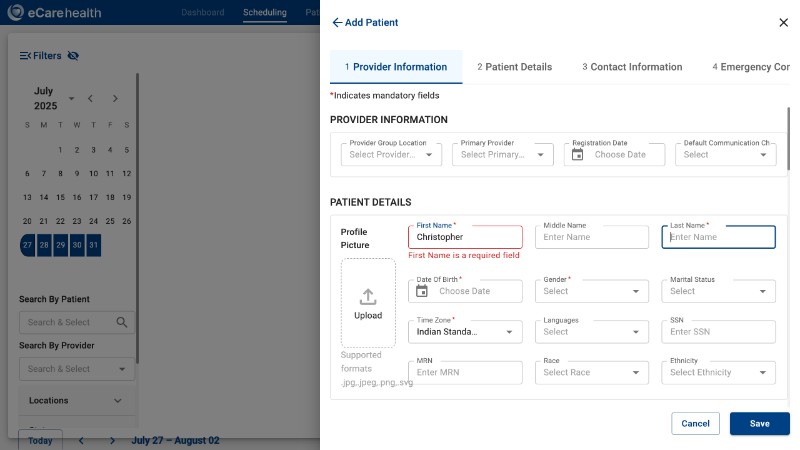 eCarehealth
Dashboard
Scheduling
Filters
July
2025
S M T W T F S
1 2 3 4 5
6 7 8 9 10 11 12
13 14 15 16 17 18 19
20 21 22 23 24 25 26
27 28 29 30 31
Search By Patient
Search & Select
Search By Provider
Search & Select
Locations
Today
July 27 – August 02
Add Patient
1 Provider Information
2 Patient Details
3 Contact Information
4 Emergency Con
*Indicates mandatory fields
PROVIDER INFORMATION
Provider Group Location
Select Provider...
Primary Provider
Select Primary...
Registration Date
Choose Date
Default Communication Ch
Select
PATIENT DETAILS
Profile
Picture
Upload
Supported
formats
.jpg,.jpeg,.png,.svg
First Name *
Christopher
First Name is a required field
Middle Name
Enter Name
Last Name *
Enter Name
Date Of Birth *
Choose Date
Gender *
Select
Marital Status
Select
Time Zone *
Indian Standa...
Languages
Select
SSN
Enter SSN
MRN
Enter MRN
Race
Select Race
Ethnicity
Select Ethnicity
Cancel
Save